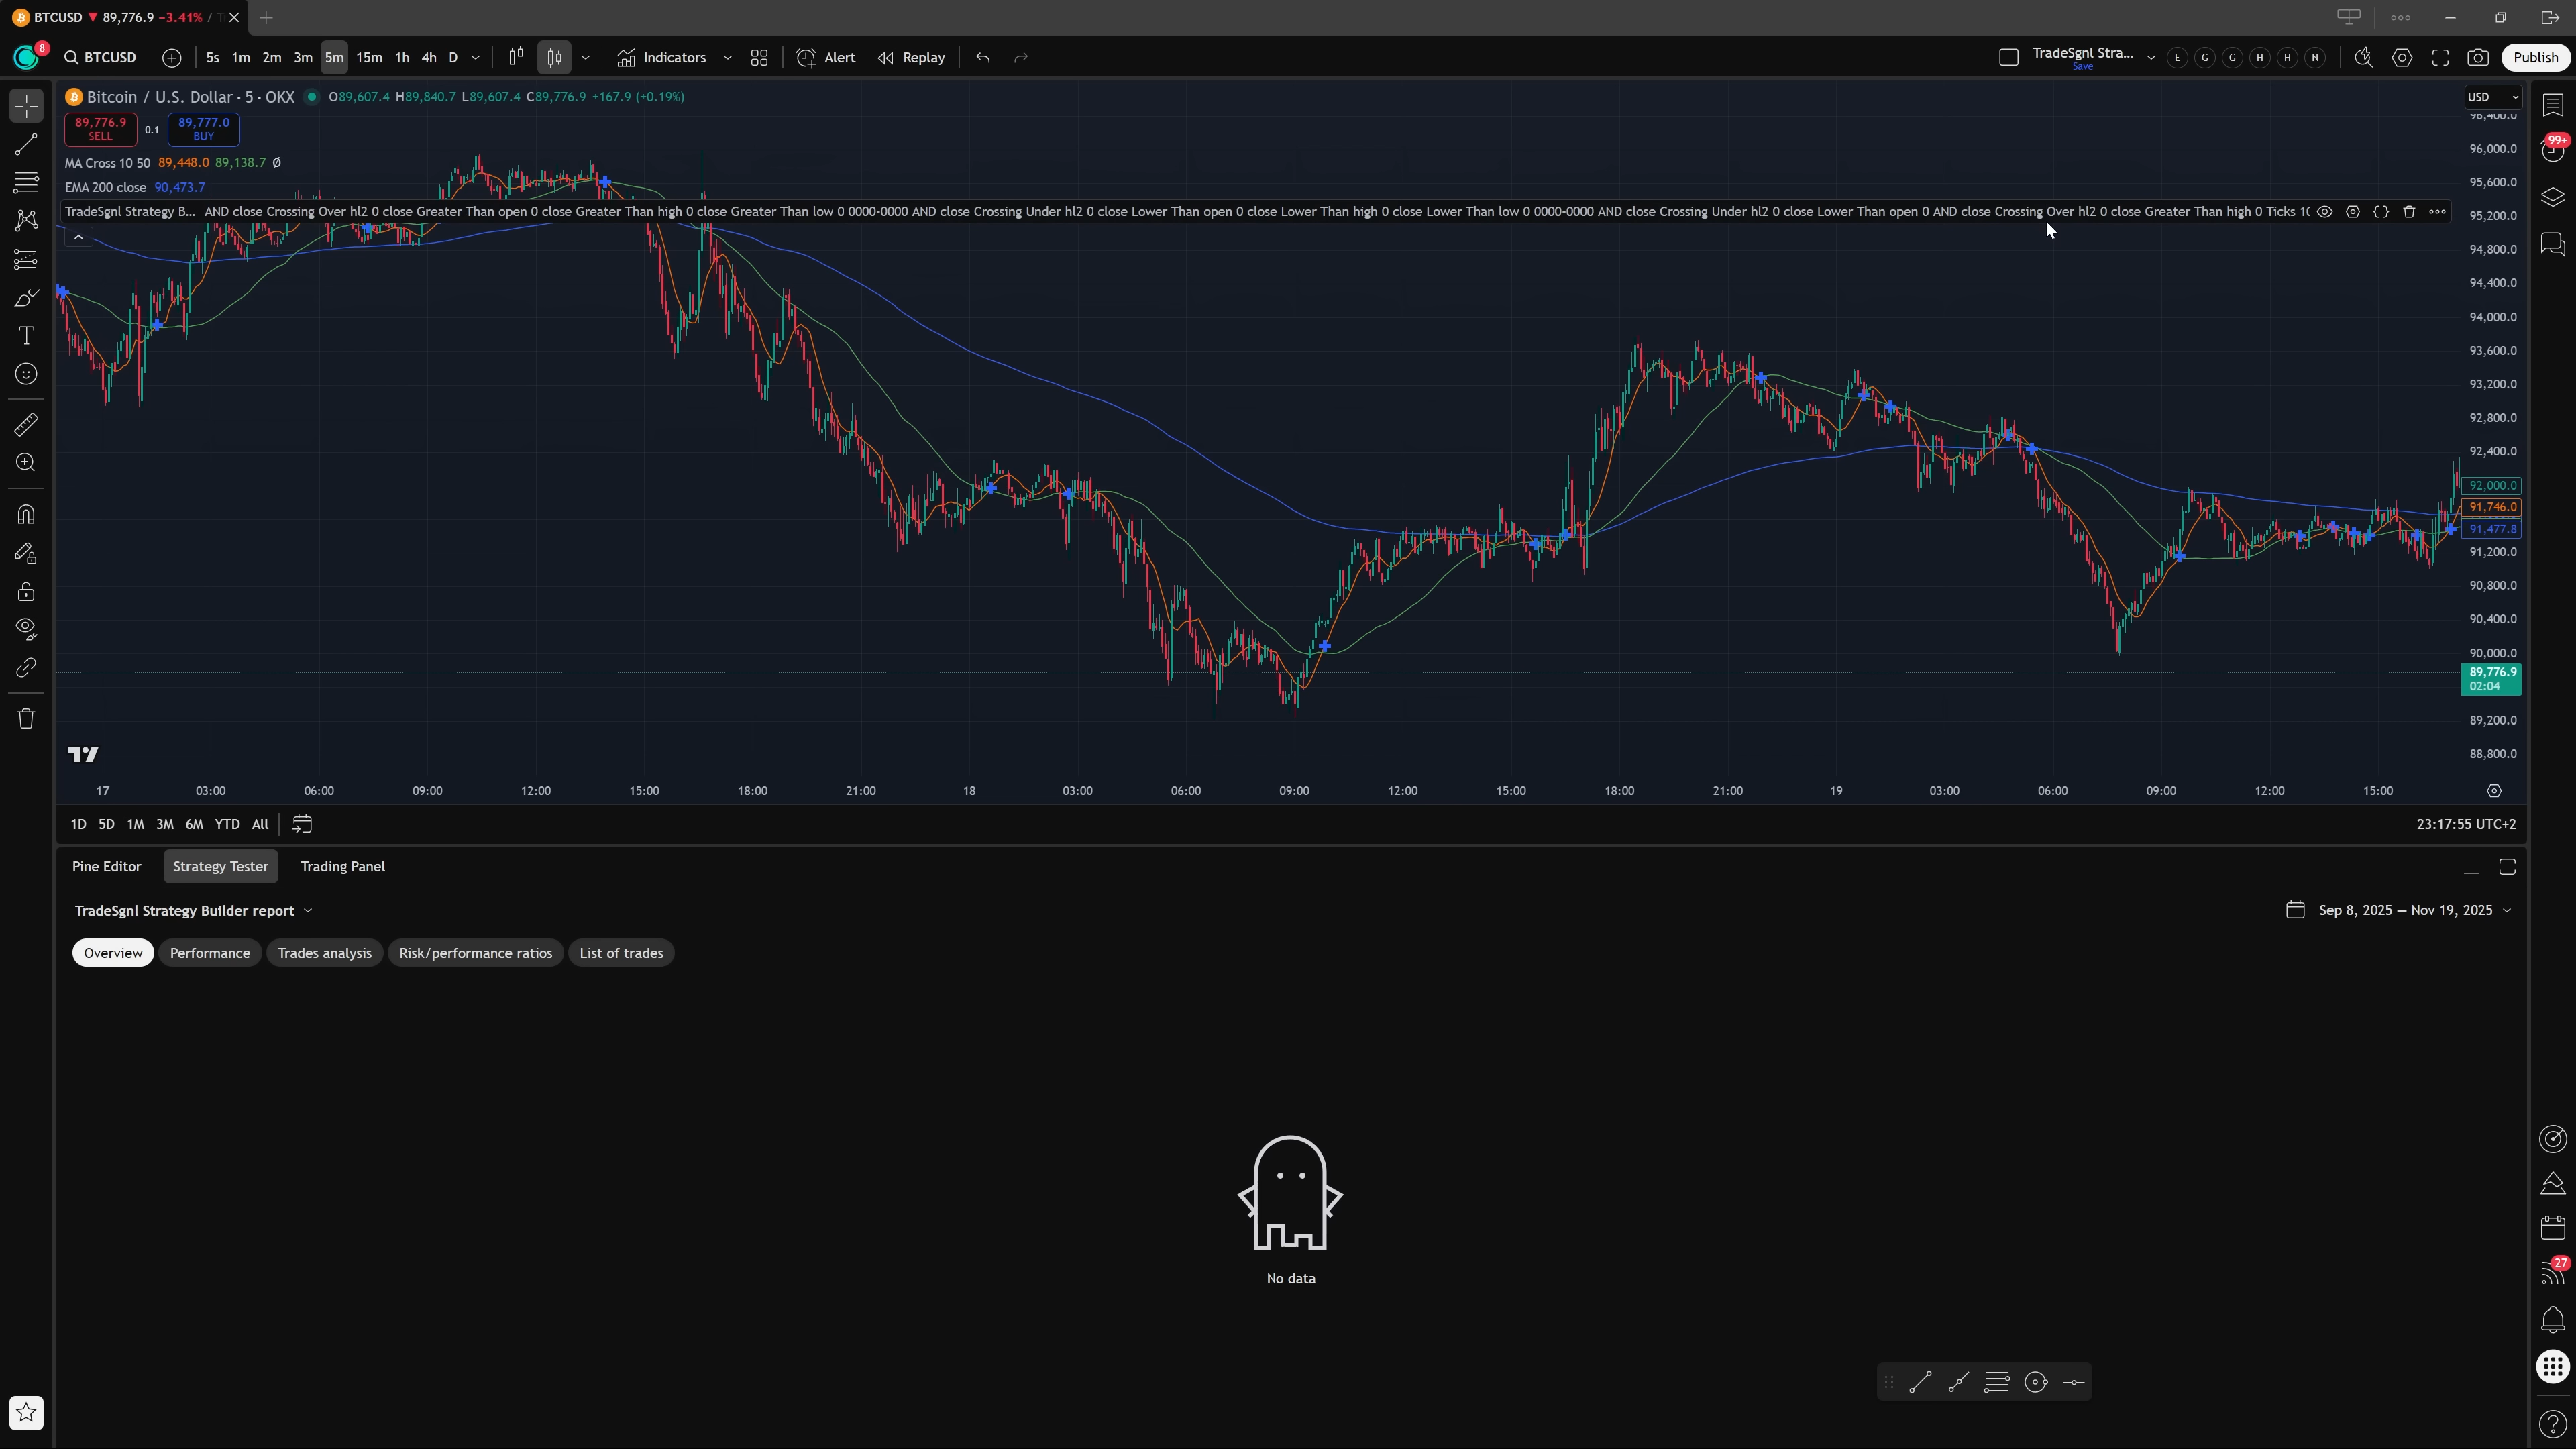 BTCUSD ▼ 89,776.9 −3.41% / T
8
BTCUSD
5s 1m 2m 3m 5m 15m 1h 4h D
Indicators
Alert
Replay
TradeSgnl Stra...
Save
E G G H H N
Publish
Bitcoin / U.S. Dollar · 5 · OKX
O89,607.4 H89,840.7 L89,607.4 C89,776.9 +167.9 (+0.19%)
USD
89,776.9
SELL
0.1
89,777.0
BUY
MA Cross 10 50 89,448.0 89,138.7 Ø
EMA 200 close 90,473.7
TradeSgnl Strategy B... AND close Crossing Over hl2 0 close Greater Than open 0 close Greater Than high 0 close Greater Than low 0 0000-0000 AND close Crossing Under hl2 0 close Lower Than open 0 close Lower Than high 0 close Lower Than low 0 0000-0000 AND close Crossing Under hl2 0 close Lower Than open 0 AND close Crossing Over hl2 0 close Greater Than high 0 Ticks 10
96,400.0
96,000.0
95,600.0
95,200.0
94,800.0
94,400.0
94,000.0
93,600.0
93,200.0
92,800.0
92,400.0
92,000.0
91,746.0
91,477.8
91,200.0
90,800.0
90,400.0
90,000.0
89,776.9
02:04
89,200.0
88,800.0
99+
17 03:00 06:00 09:00 12:00 15:00 18:00 21:00 18 03:00 06:00 09:00 12:00 15:00 18:00 21:00 19 03:00 06:00 09:00 12:00 15:00
1D 5D 1M 3M 6M YTD All
23:17:55 UTC+2
Pine Editor
Strategy Tester
Trading Panel
TradeSgnl Strategy Builder report
Sep 8, 2025 — Nov 19, 2025
Overview
Performance
Trades analysis
Risk/performance ratios
List of trades
No data
27